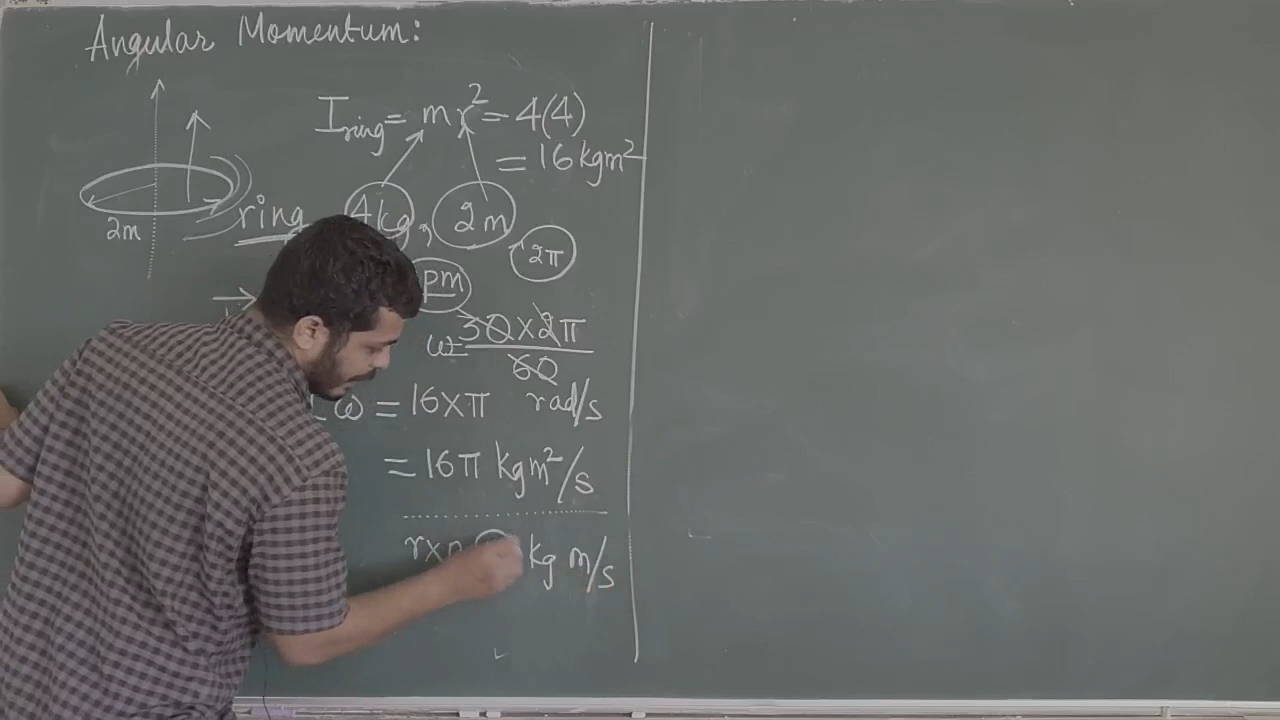 Angular Momentum:
I ring = mr² = 4(4)
= 16 kgm²
2m
ring 4kg, 2m
2π
pm
ω = 30×2π
60
ω = 16×π rad/s
= 16π kgm²/s
r× kg m/s